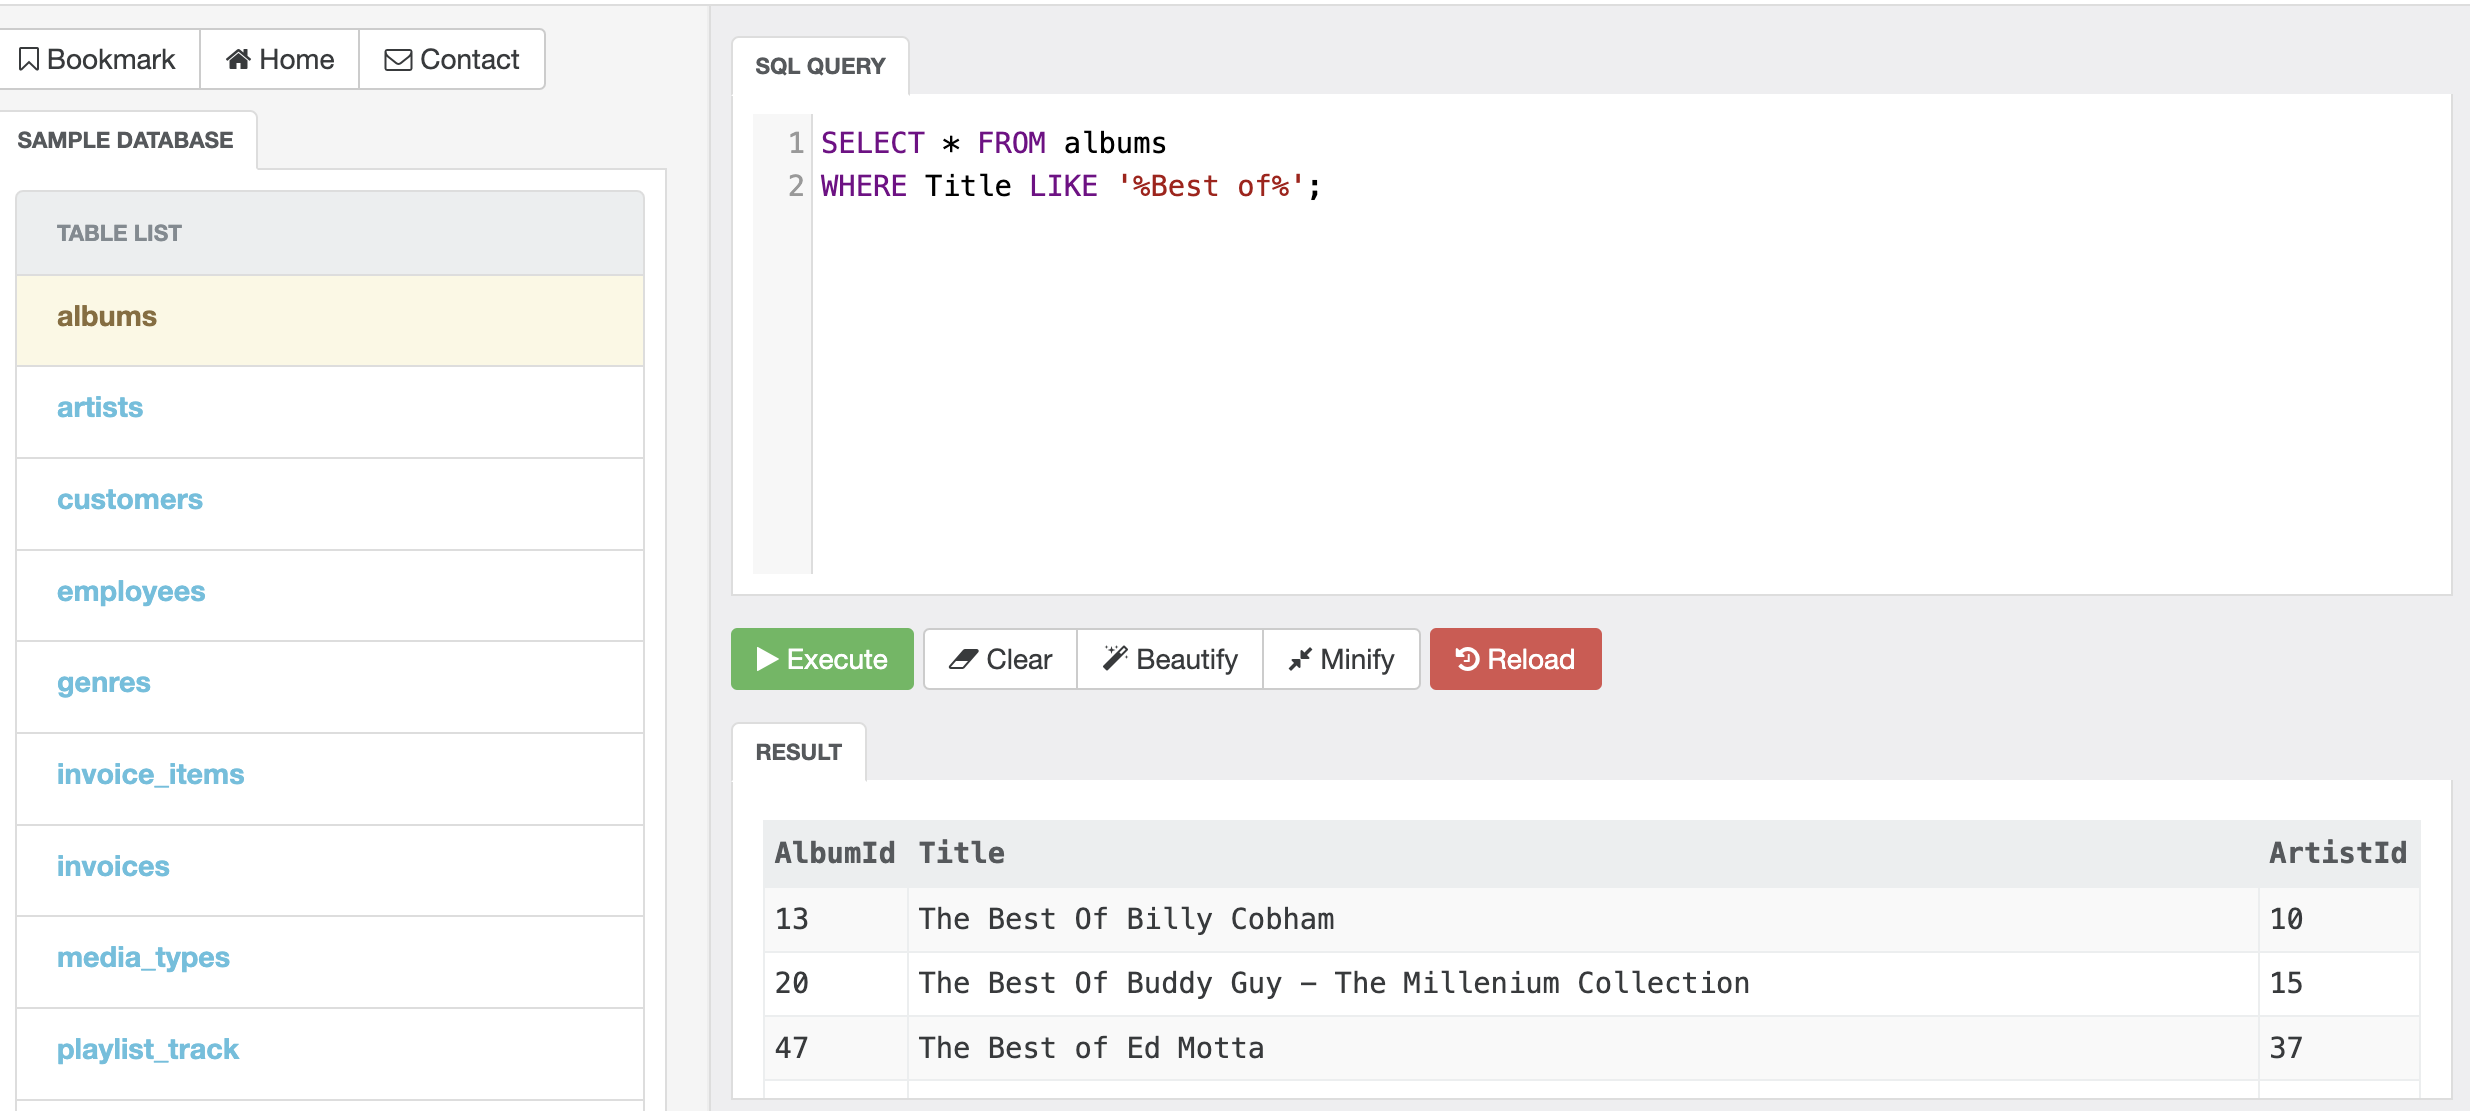 Bookmark Home Contact
SAMPLE DATABASE
TABLE LIST
albums
artists
customers
employees
genres
invoice_items
invoices
media_types
playlist_track
SQL QUERY
1 SELECT * FROM albums
2 WHERE Title LIKE '%Best of%';
Execute Clear Beautify Minify Reload
RESULT
AlbumId Title ArtistId
13 The Best Of Billy Cobham 10
20 The Best Of Buddy Guy – The Millenium Collection 15
47 The Best of Ed Motta 37